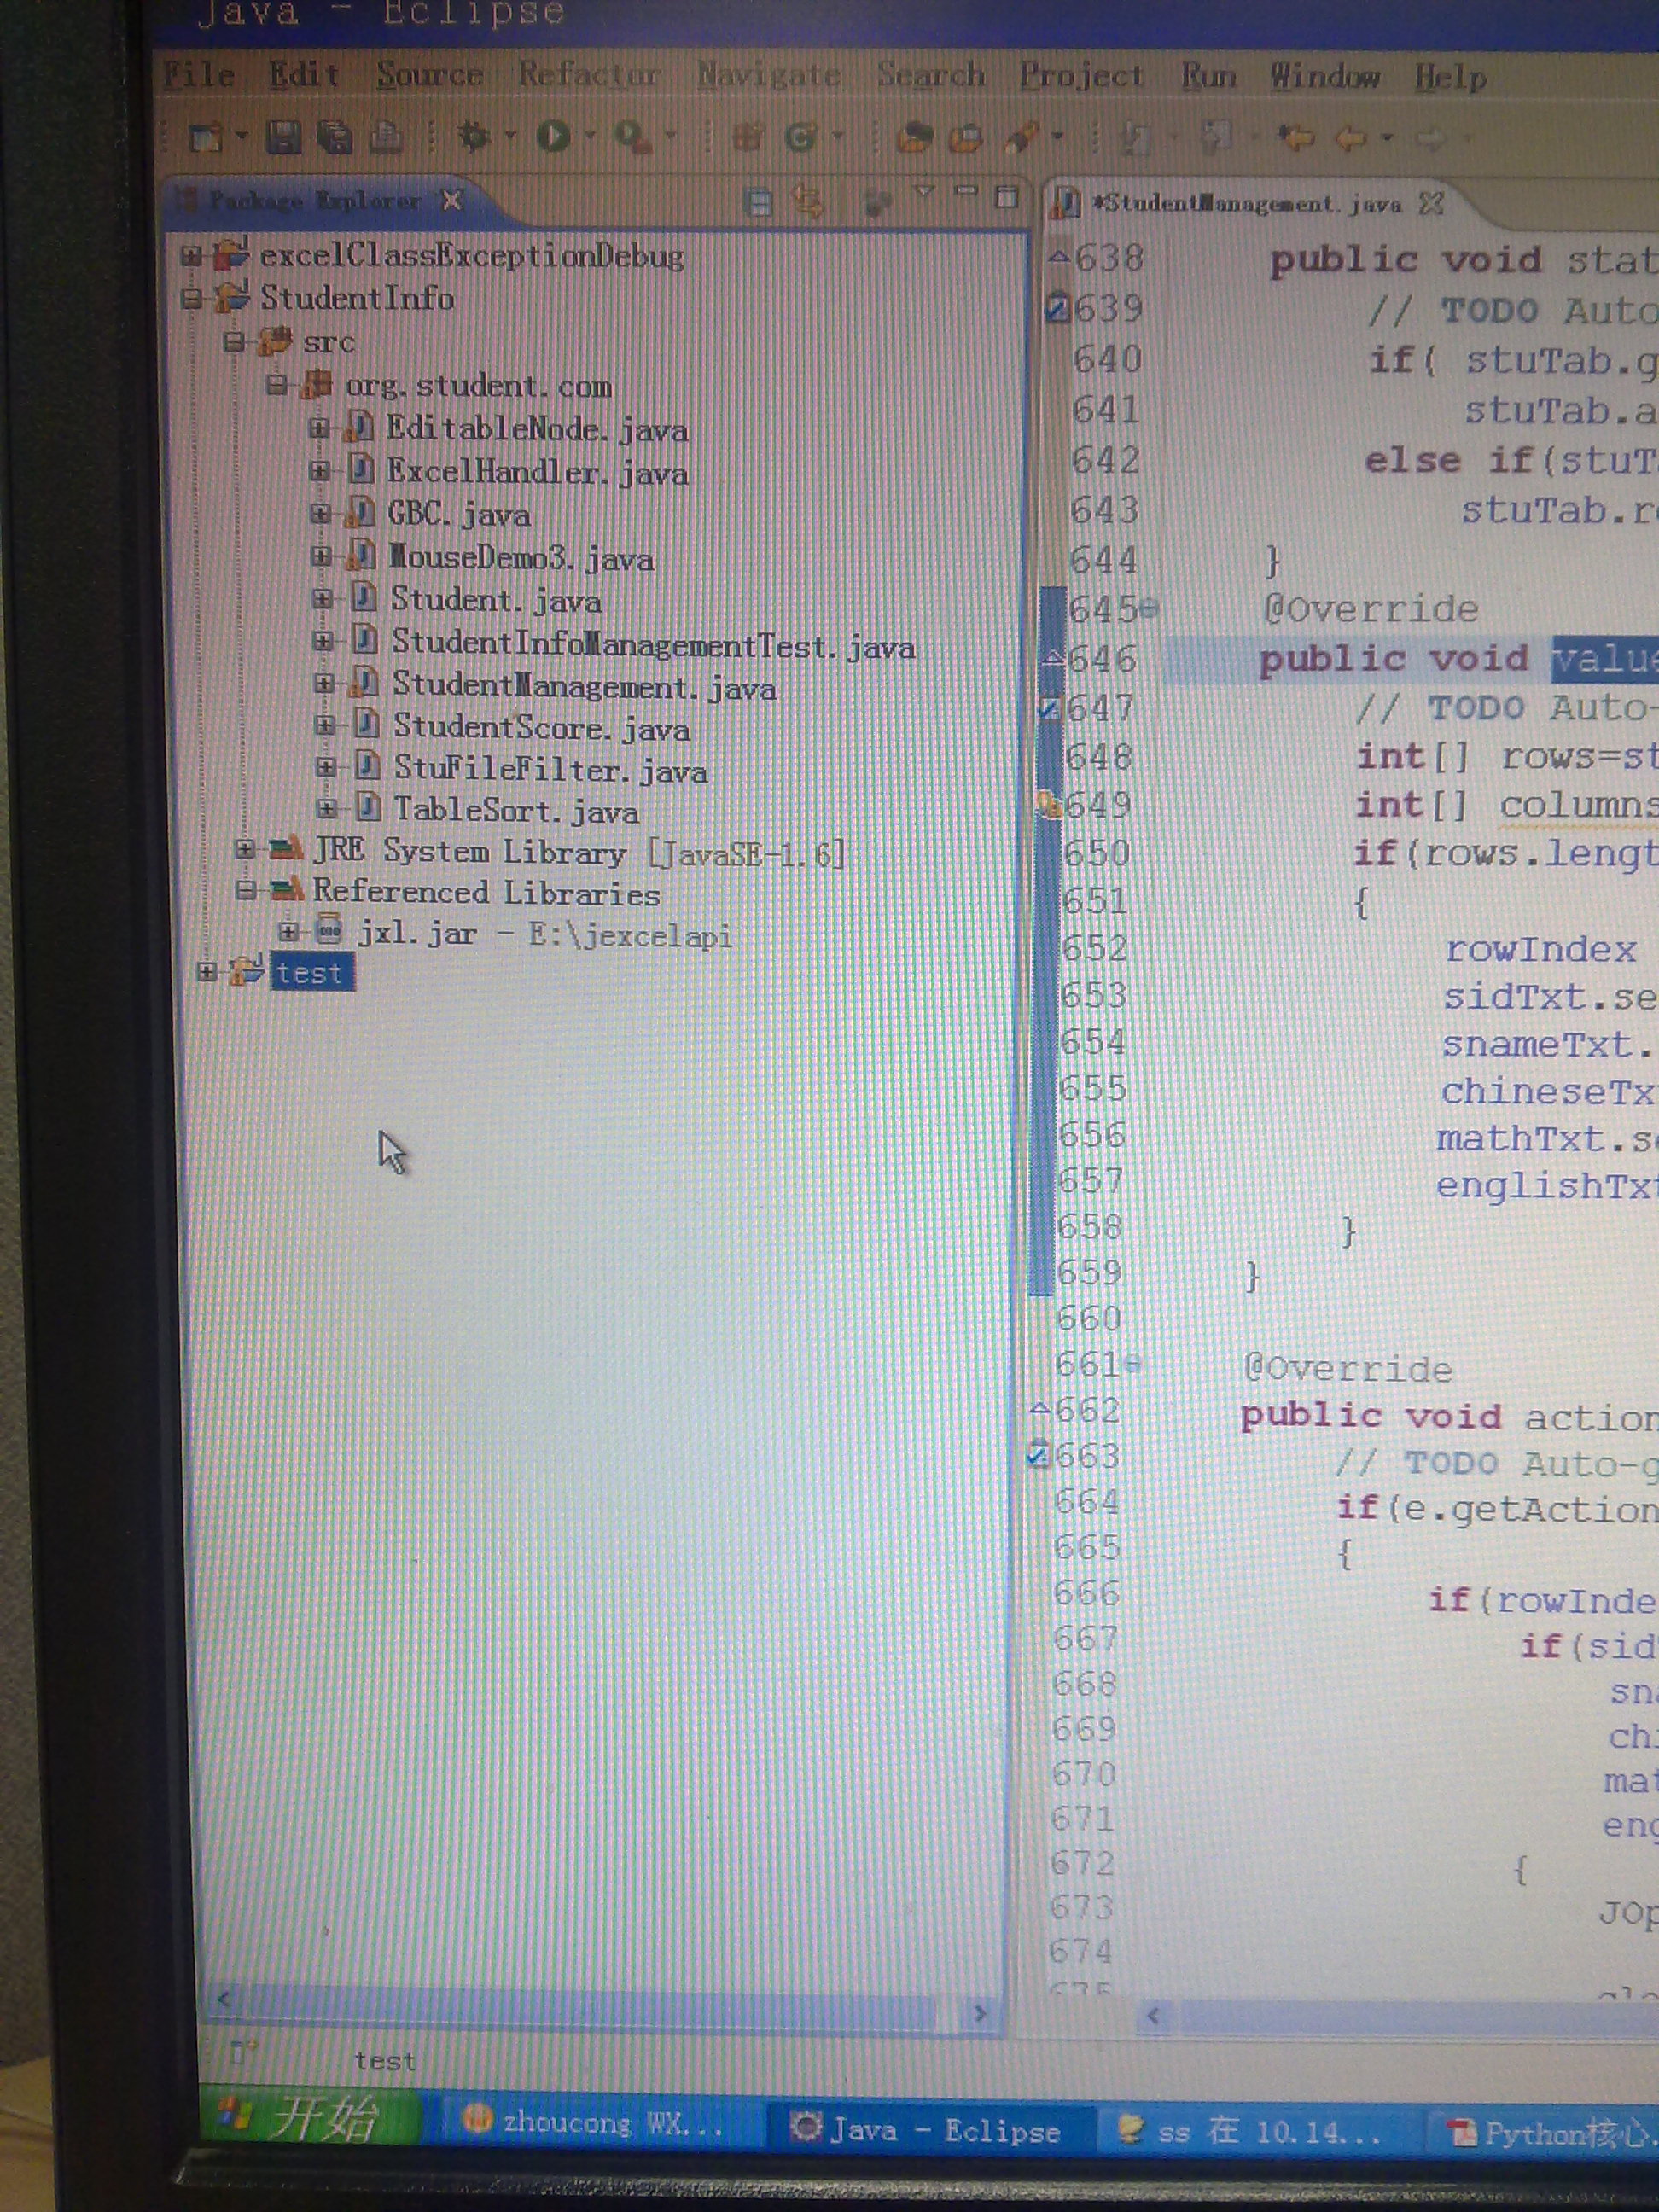 Java - Eclipse
File Edit Source Refactor Navigate Search Project Run Window Help
Package Explorer
excelClassExceptionDebug
StudentInfo
src
org.student.com
EditableNode.java
ExcelHandler.java
GBC.java
MouseDemo3.java
Student.java
StudentInfoManagementTest.java
StudentManagement.java
StudentScore.java
StuFileFilter.java
TableSort.java
JRE System Library [JavaSE-1.6]
Referenced Libraries
jxl.jar - E:\jexcelapi
test
*StudentManagement.java
638 public void stat
639 // TODO Auto
640 if( stuTab.g
641 stuTab.a
642 else if(stuT
643 stuTab.r
644 }
645 @Override
646 public void value
647 // TODO Auto-
648 int[] rows=st
649 int[] columns
650 if(rows.lengt
651 {
652 rowIndex
653 sidTxt.se
654 snameTxt.
655 chineseTx
656 mathTxt.s
657 englishTxt
658 }
659 }
660
661 @Override
662 public void action
663 // TODO Auto-g
664 if(e.getAction
665 {
666 if(rowInde
667 if(sid
668 sna
669 chi
670 mat
671 eng
672 {
673 JOp
674
test
开始 zhoucong WX... Java - Eclipse ss 在 10.14... Python核心.